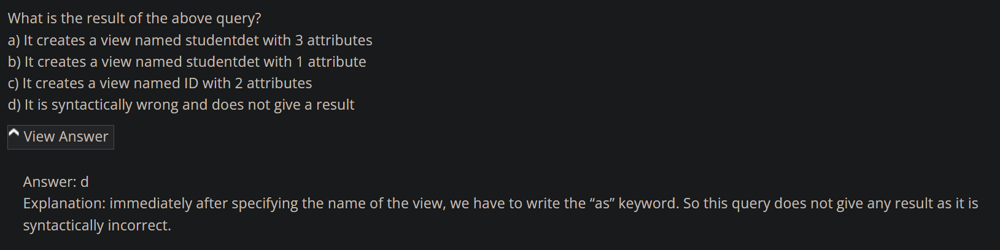 What is the result of the above query?
a) It creates a view named studentdet with 3 attributes
b) It creates a view named studentdet with 1 attribute
c) It creates a view named ID with 2 attributes
d) It is syntactically wrong and does not give a result
View Answer
Answer: d
Explanation: immediately after specifying the name of the view, we have to write the “as” keyword. So this query does not give any result as it is
syntactically incorrect.